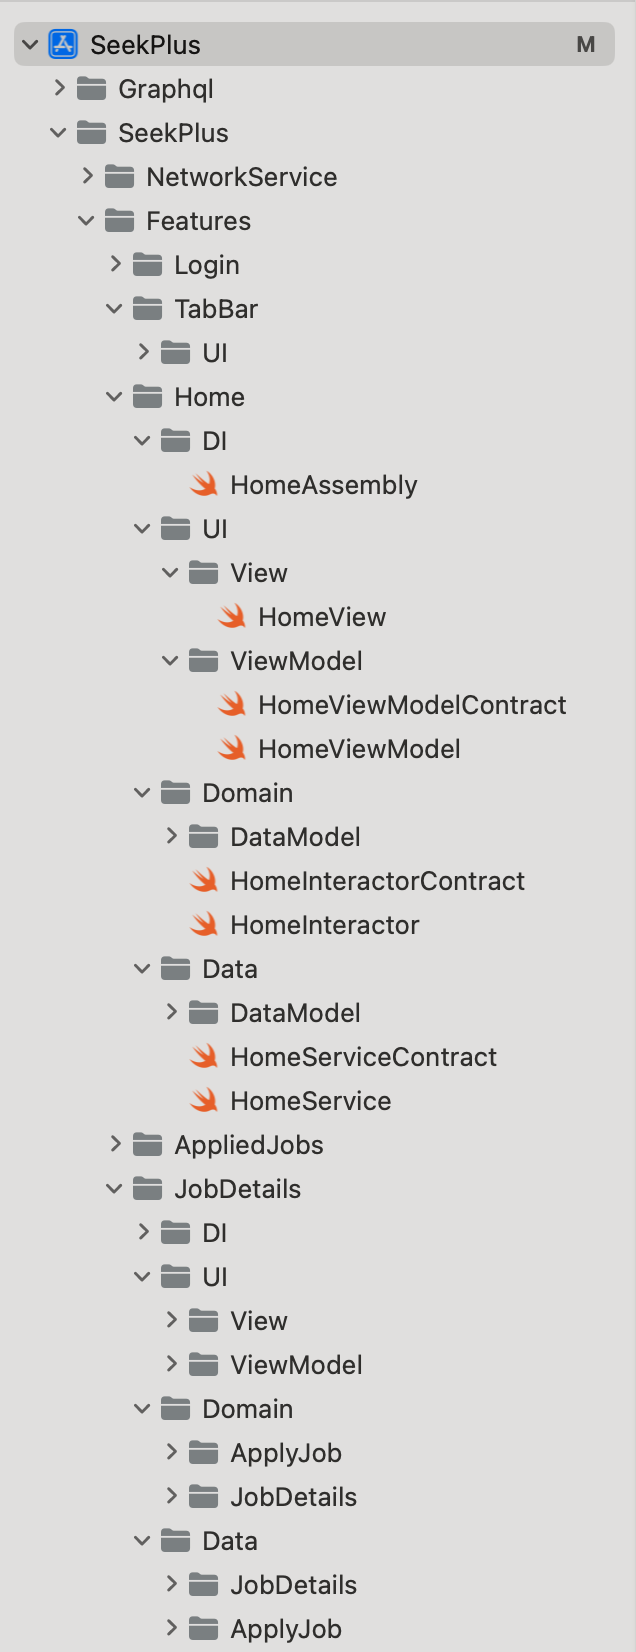 SeekPlus M
Graphql
SeekPlus
NetworkService
Features
Login
TabBar
UI
Home
DI
HomeAssembly
UI
View
HomeView
ViewModel
HomeViewModelContract
HomeViewModel
Domain
DataModel
HomeInteractorContract
HomeInteractor
Data
DataModel
HomeServiceContract
HomeService
AppliedJobs
JobDetails
DI
UI
View
ViewModel
Domain
ApplyJob
JobDetails
Data
JobDetails
ApplyJob